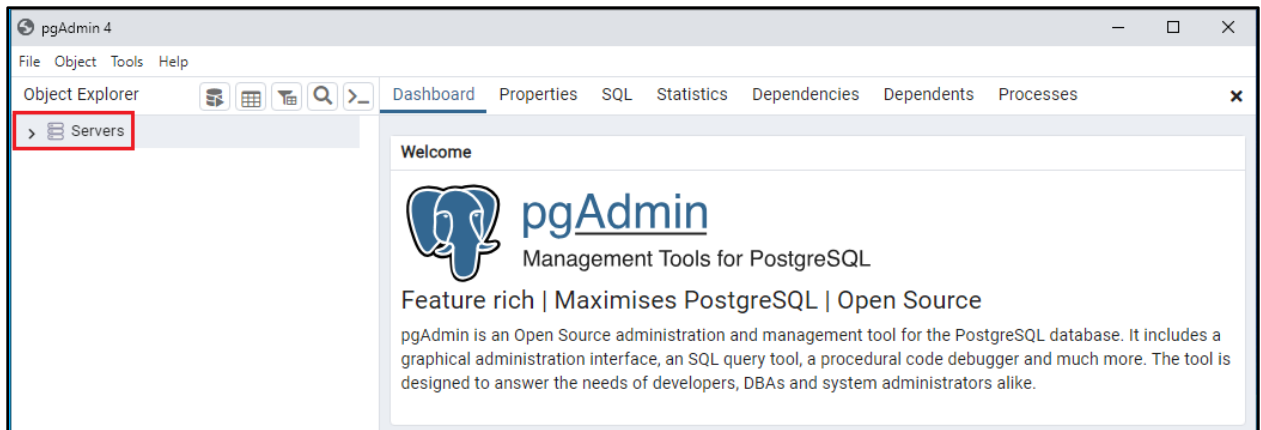 pgAdmin 4
File Object Tools Help
Object Explorer
Dashboard Properties SQL Statistics Dependencies Dependents Processes
Servers
Welcome
pgAdmin
Management Tools for PostgreSQL
Feature rich | Maximises PostgreSQL | Open Source
pgAdmin is an Open Source administration and management tool for the PostgreSQL database. It includes a
graphical administration interface, an SQL query tool, a procedural code debugger and much more. The tool is
designed to answer the needs of developers, DBAs and system administrators alike.